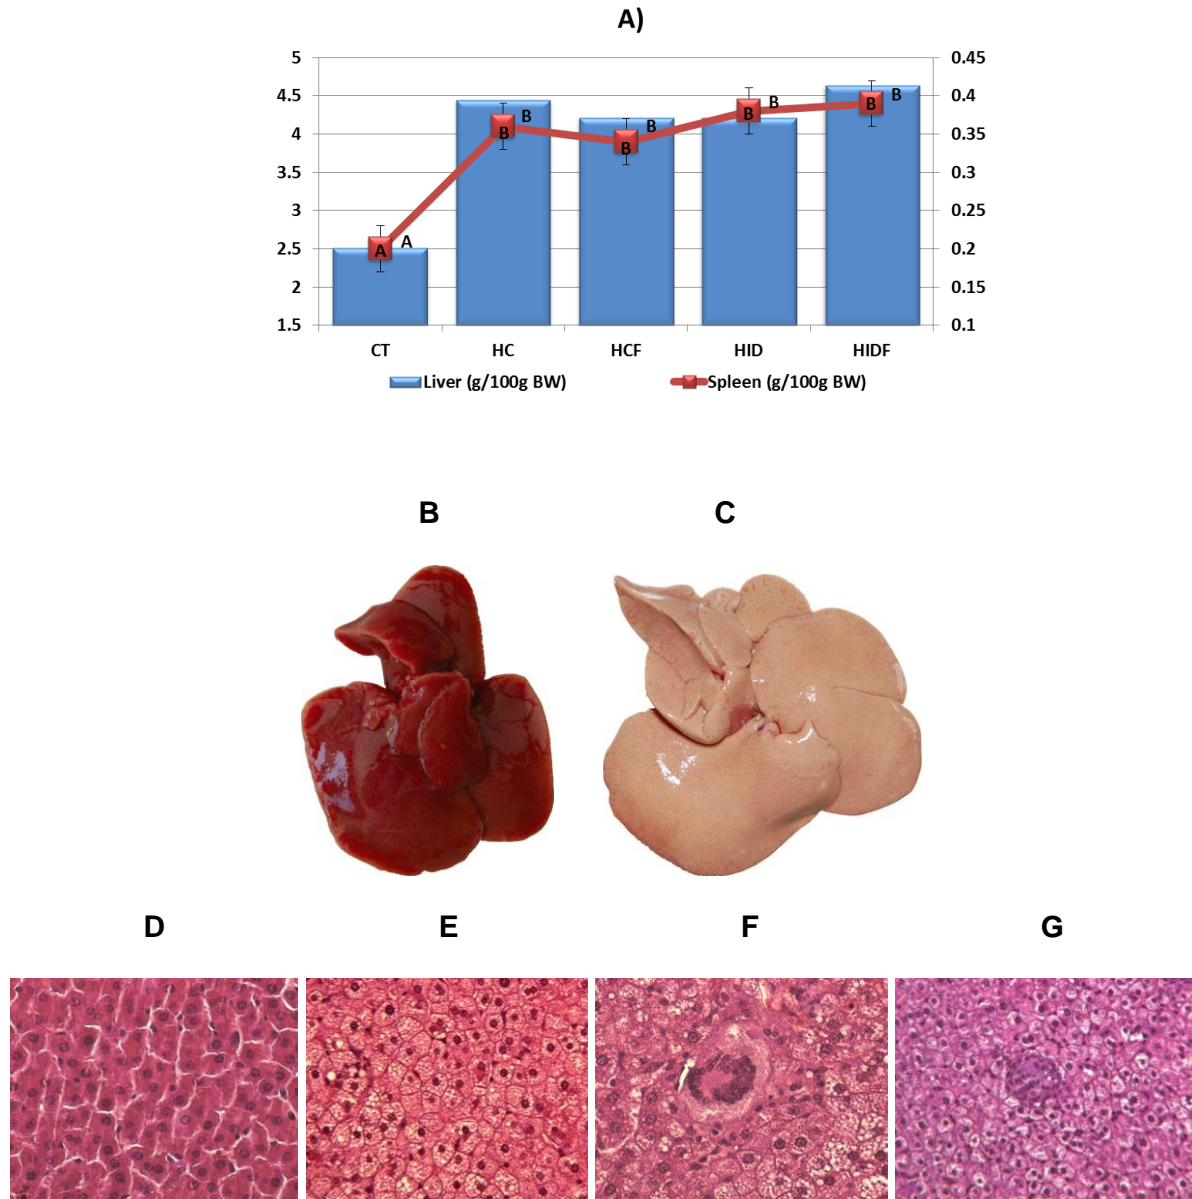 A)
5 0.45
4.5 0.4
4 0.35
3.5 0.3
3 0.25
2.5 0.2
2 0.15
1.5 0.1
A A
B B
B B
B B
B B
CT HC HCF HID HIDF
Liver (g/100g BW) Spleen (g/100g BW)
B C
D E F G